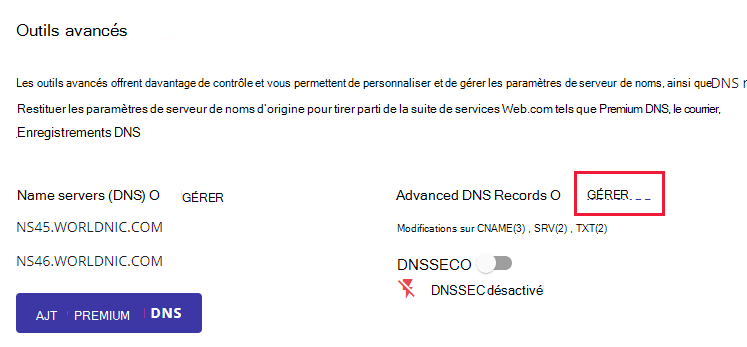 Outils avancés
Les outils avancés offrent davantage de contrôle et vous permettent de personnaliser et de gérer les paramètres de serveur de noms, ainsi que DNS r
Restituer les paramètres de serveur de noms d'origine pour tirer parti de la suite de services Web.com tels que Premium DNS, le courrier,
Enregistrements DNS
Name servers (DNS) O GÉRER
Advanced DNS Records O GÉRER
NS45.WORLDNIC.COM
Modifications sur CNAME(3) , SRV(2) , TXT(2)
NS46.WORLDNIC.COM
DNSSECO
DNSSEC désactivé
AJT PREMIUM DNS